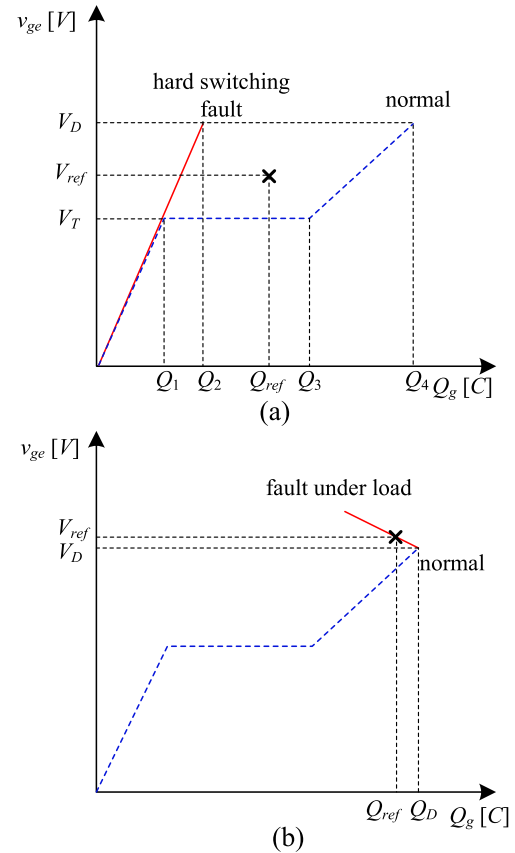 v_ge [V]
hard switching
fault
normal
V_D
V_ref
V_T
Q_1 Q_2 Q_ref Q_3 Q_4 Q_g [C]
(a)
v_ge [V]
fault under load
V_ref
V_D
normal
Q_ref Q_D Q_g [C]
(b)